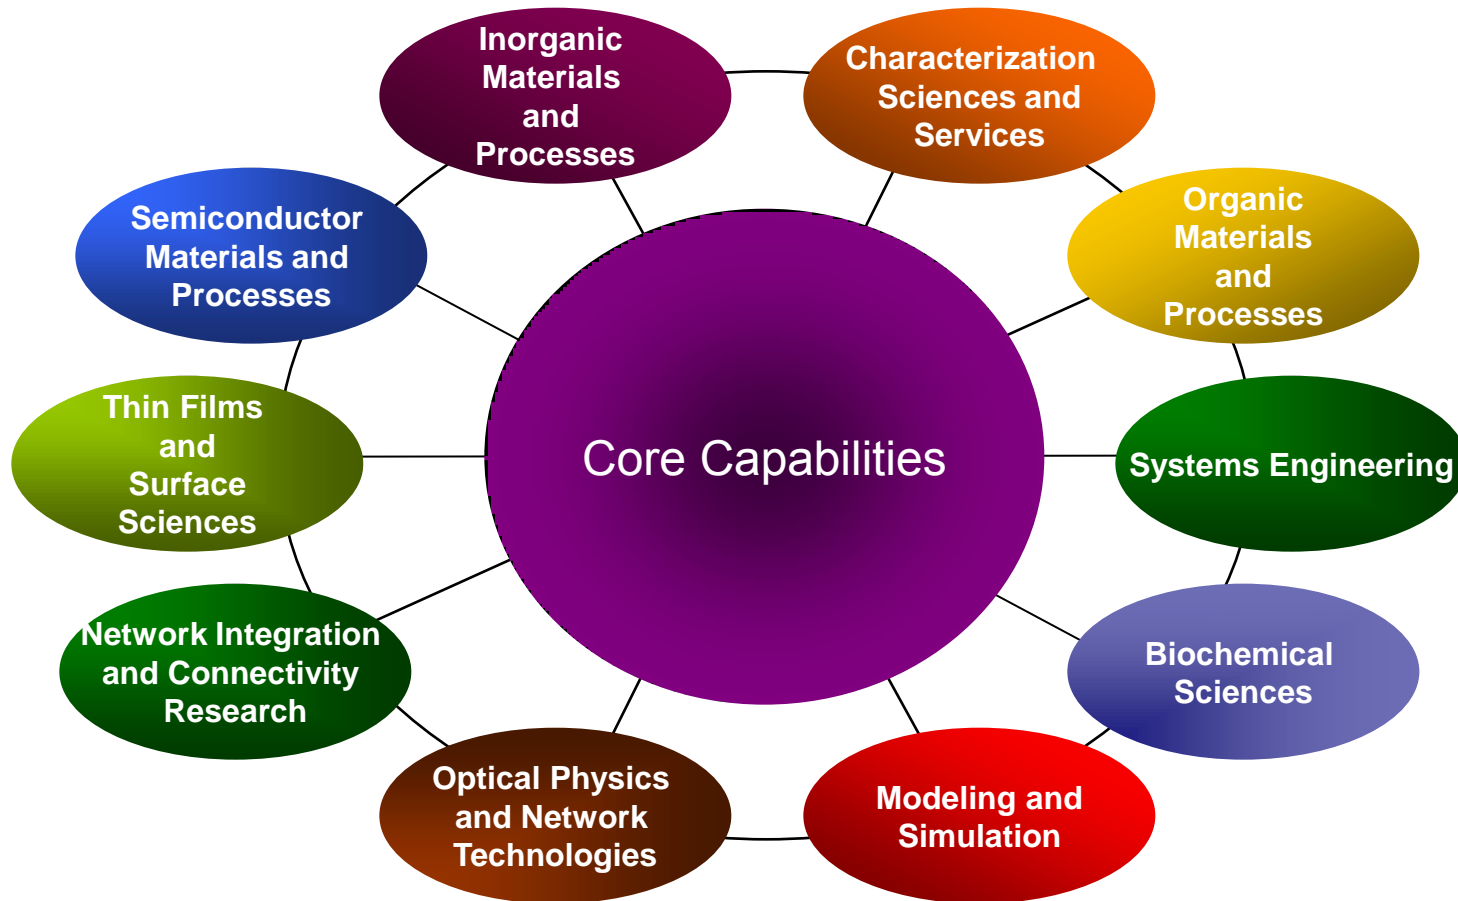 Inorganic
Materials
and
Processes
Characterization
Sciences and
Services
Organic
Materials
and
Processes
Systems Engineering
Biochemical
Sciences
Modeling and
Simulation
Optical Physics
and Network
Technologies
Network Integration
and Connectivity
Research
Thin Films
and
Surface
Sciences
Semiconductor
Materials and
Processes
Core Capabilities